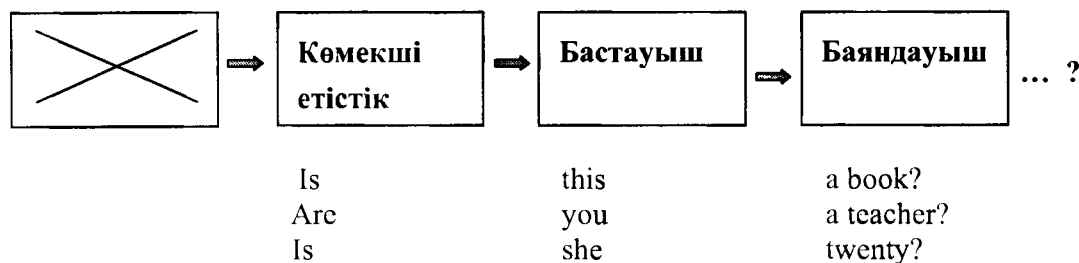 Көмекші етістік
Бастауыш
Баяндауыш
... ?
Is this a book?
Are you a teacher?
Is she twenty?